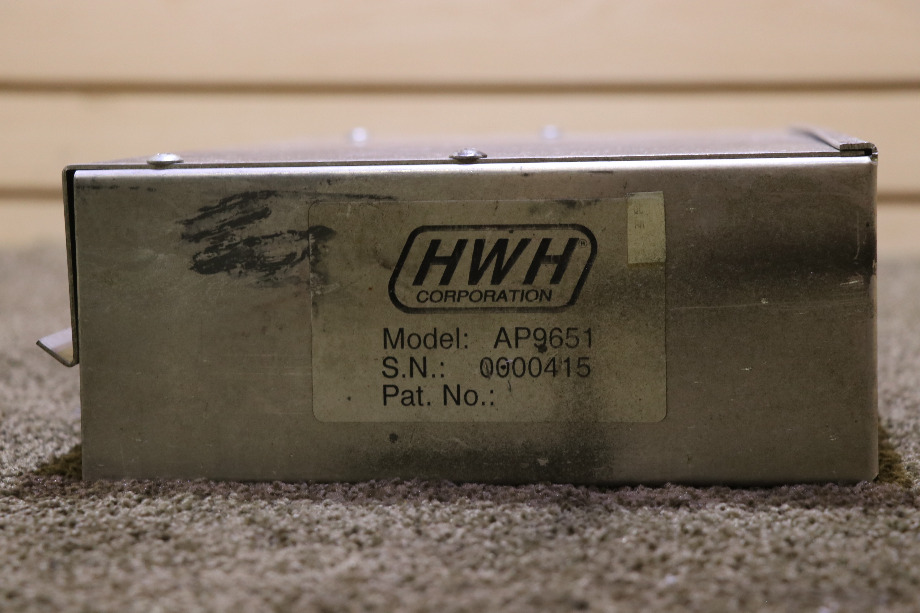 HWH®
CORPORATION
Model: AP9651
S.N.: 0000415
Pat. No.: